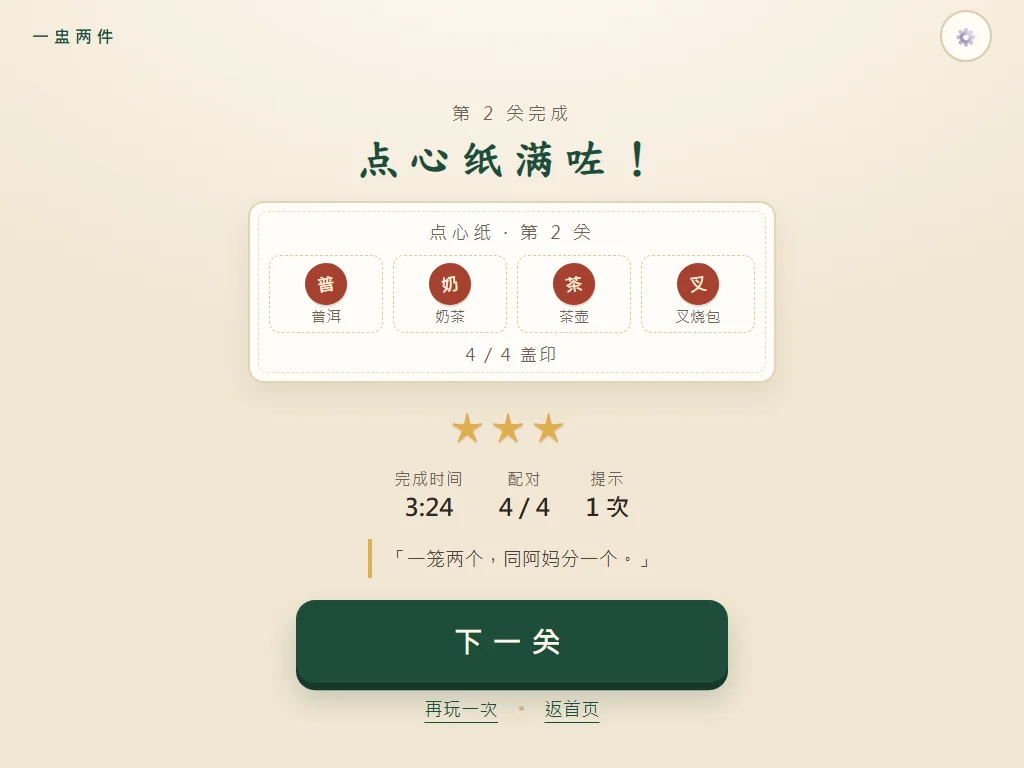 一盅两件
第 2 关完成
点心纸满咗！
点心纸 · 第 2 关
普 奶 茶 叉
普洱 奶茶 茶壶 叉烧包
4 / 4 盖印
★★★
完成时间 配对 提示
3:24 4 / 4 1 次
「一笼两个，同阿妈分一个。」
下一关
再玩一次 • 返首页